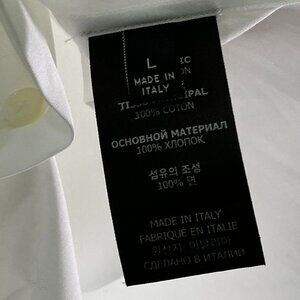 L
MADE IN
ITALY
100% COTON
ОСНОВНОЙ МАТЕРИАЛ
100% ХЛОПОК
섬유의 조성
100% 면
MADE IN ITALY
FABRIQUÉ EN ITALIE
СДЕЛАНО В ИТАЛИИ